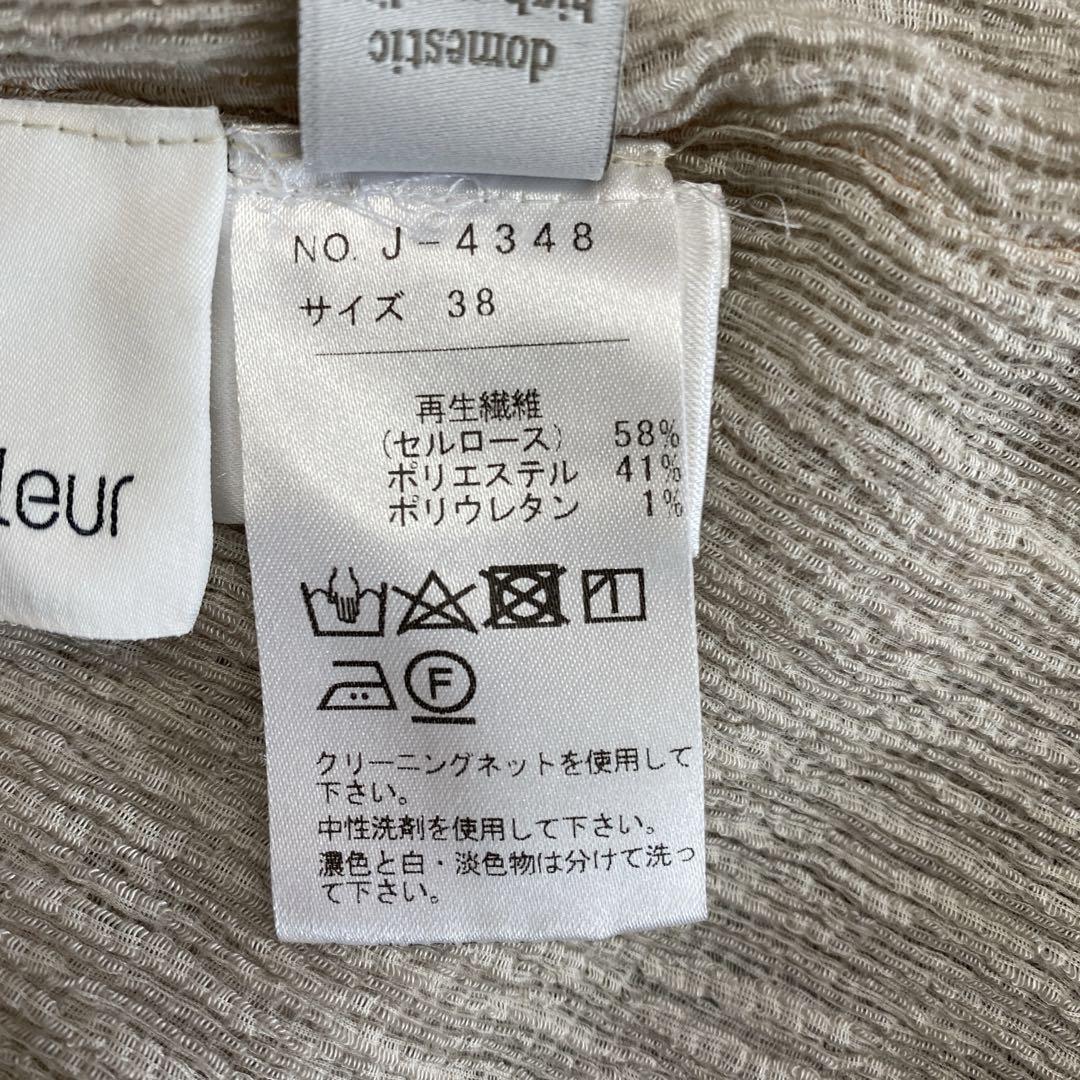 domestic
leur
NO. J-4348
サイズ 38
再生繊維
(セルロース) 58%
ポリエステル 41%
ポリウレタン 1%
F
クリーニングネットを使用して
下さい。
中性洗剤を使用して下さい。
濃色と白・淡色物は分けて洗っ
て下さい。